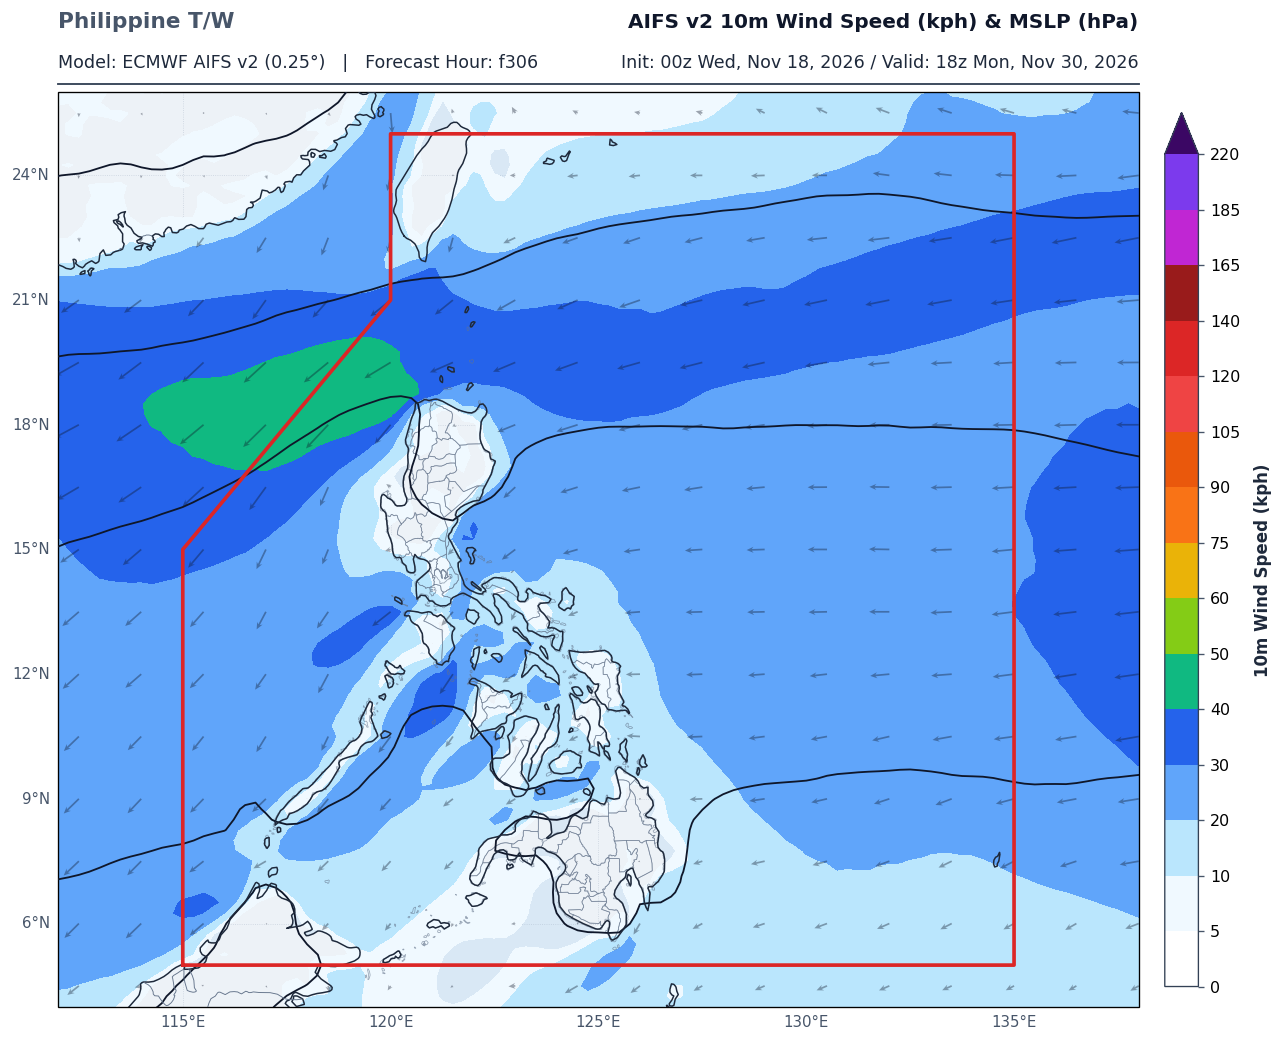 Philippine T/W
AIFS v2 10m Wind Speed (kph) & MSLP (hPa)
Model: ECMWF AIFS v2 (0.25°) | Forecast Hour: f306
Init: 00z Wed, Nov 18, 2026 / Valid: 18z Mon, Nov 30, 2026
24°N
21°N
18°N
15°N
12°N
9°N
6°N
115°E
120°E
125°E
130°E
135°E
220
185
165
140
120
105
90
75
60
50
40
30
20
10
5
0
10m Wind Speed (kph)